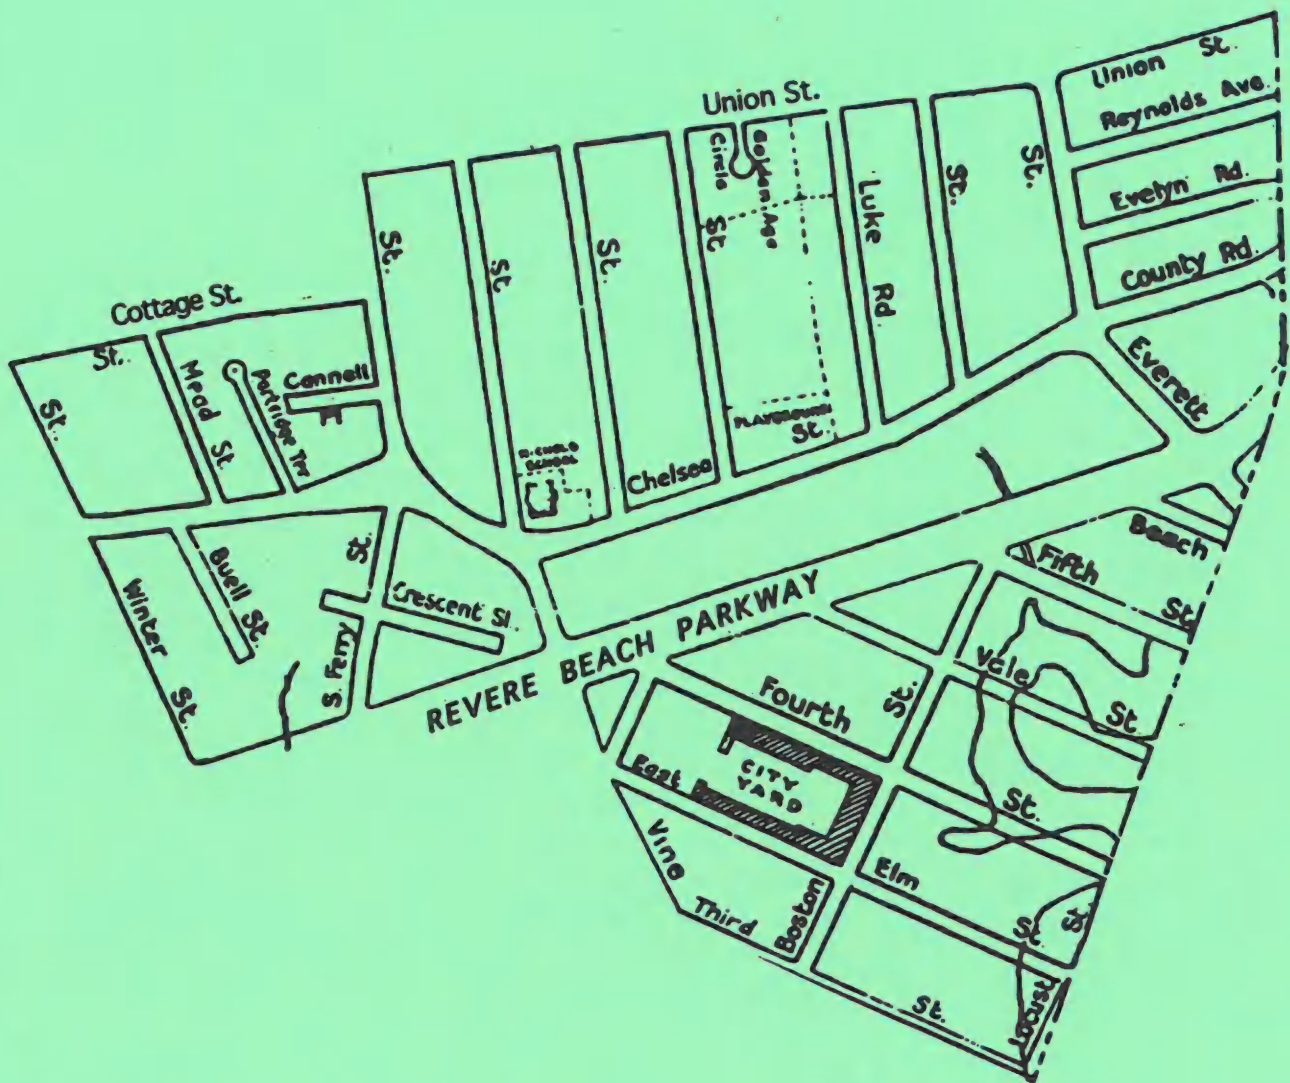 Union St.
Reynolds Ave.
Union St.
Evelyn Rd.
County Rd.
Golden Age
Circle
Luke Rd.
St.
St.
St.
St
St.
St
St.
Cottage St.
St.
St.
Mead St.
Partridge Ter
Connell
Everett
PLAYGROUND
St.
SCHOOL
Chelsea
Winter St.
Buell St.
St.
S. Ferry
Crescent St.
REVERE BEACH PARKWAY
Beach
St.
Fifth
Vale
St.
Fourth
St.
CITY
YARD
East
St.
Vine
Elm
St.
St
Third
Boston
St.
Locust